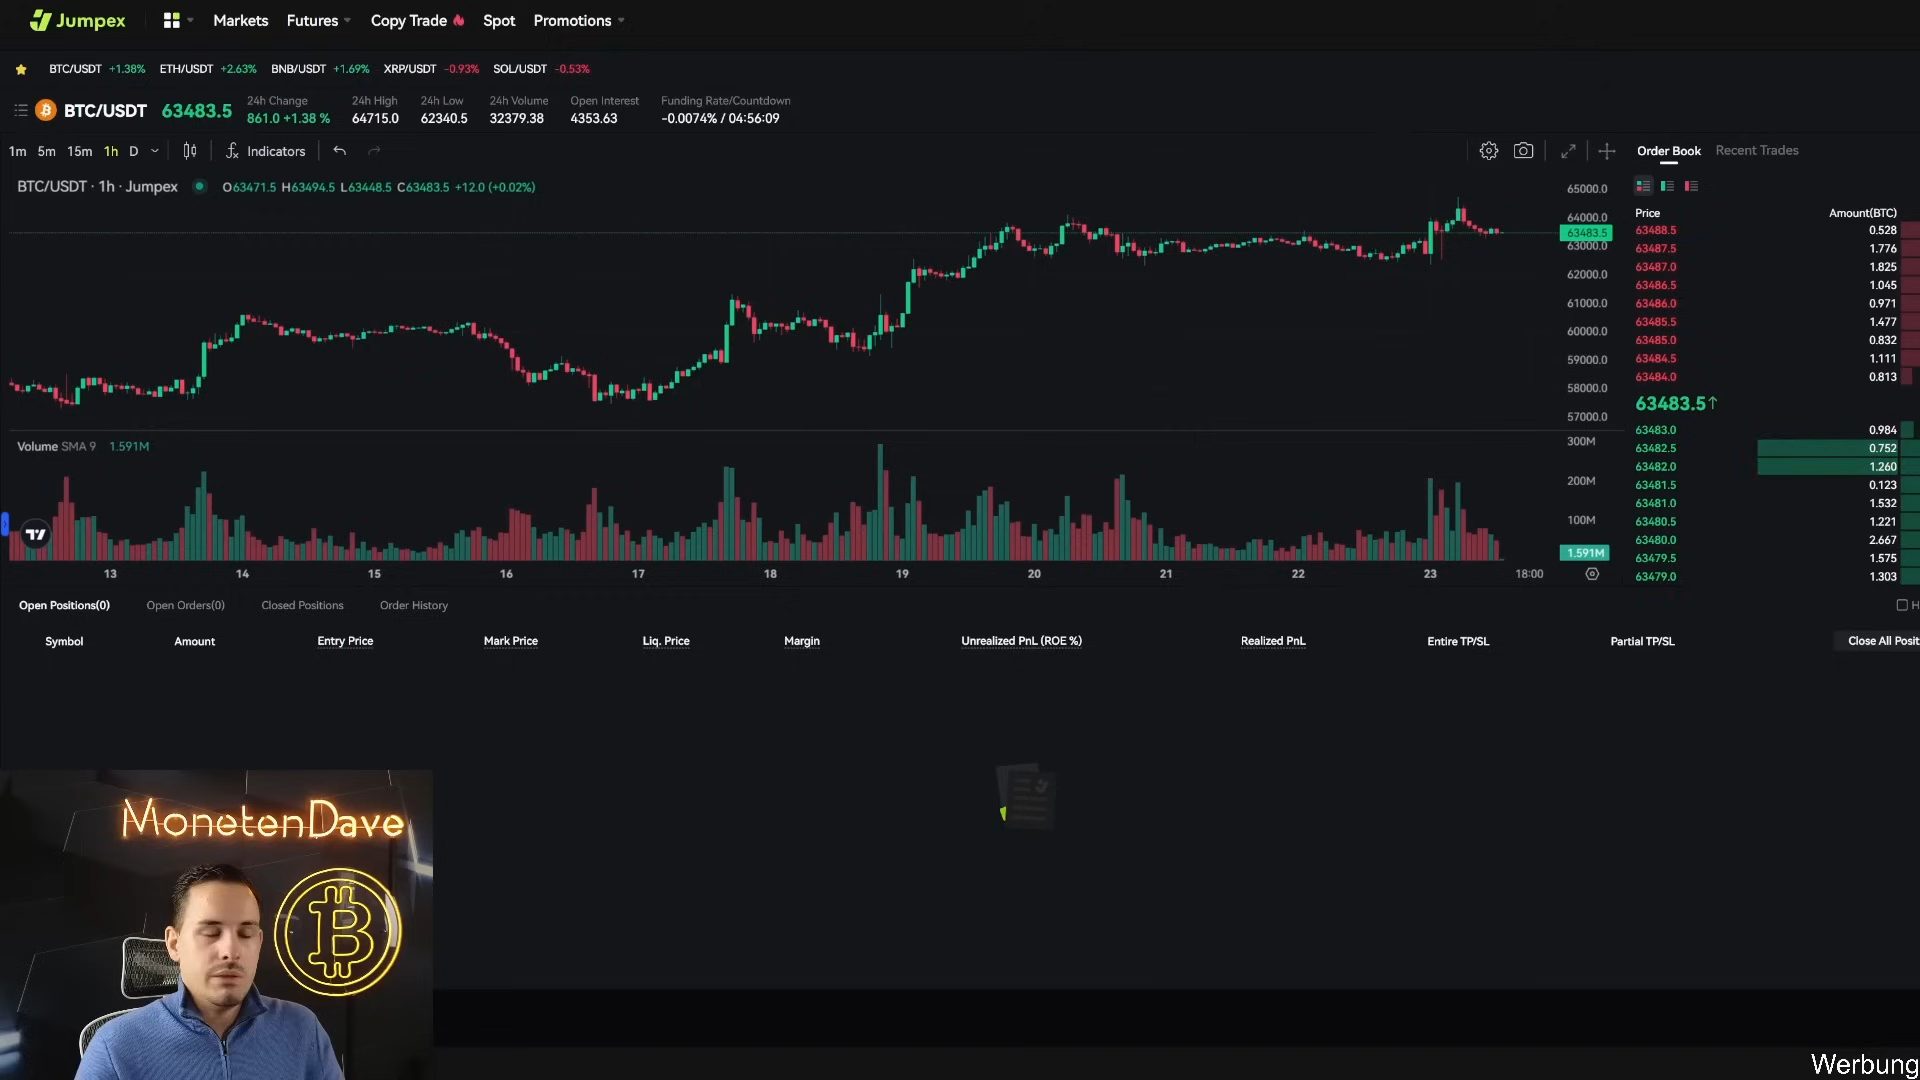 Jumpex Markets Futures Copy Trade Spot Promotions
BTC/USDT +1.38% ETH/USDT +2.63% BNB/USDT +1.69% XRP/USDT -0.93% SOL/USDT -0.53%
BTC/USDT 63483.5
24h Change 24h High 24h Low 24h Volume Open Interest Funding Rate/Countdown
861.0 +1.38 % 64715.0 62340.5 32379.38 4353.63 -0.0074% / 04:56:09
1m 5m 15m 1h D Indicators
BTC/USDT · 1h · Jumpex O63471.5 H63494.5 L63448.5 C63483.5 +12.0 (+0.02%)
65000.0
64000.0
63483.5
63000.0
62000.0
61000.0
60000.0
59000.0
58000.0
57000.0
Volume SMA 9 1.591M
300M
200M
100M
1.591M
13 14 15 16 17 18 19 20 21 22 23 18:00
Order Book Recent Trades
Price Amount(BTC)
63488.5 0.528
63487.5 1.776
63487.0 1.825
63486.5 1.045
63486.0 0.971
63485.5 1.477
63485.0 0.832
63484.5 1.111
63484.0 0.813
63483.5↑
63483.0 0.984
63482.5 0.752
63482.0 1.260
63481.5 0.123
63481.0 1.532
63480.5 1.221
63480.0 2.667
63479.5 1.575
63479.0 1.303
Open Positions(0) Open Orders(0) Closed Positions Order History H
Symbol Amount Entry Price Mark Price Liq. Price Margin Unrealized PnL (ROE %) Realized PnL Entire TP/SL Partial TP/SL Close All Posit
MonetenDave
Werbung